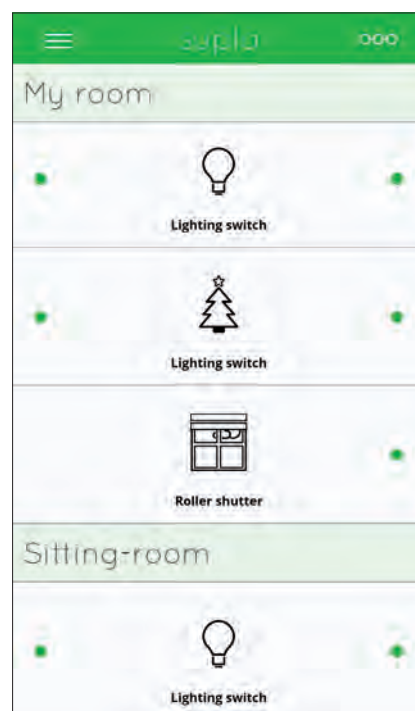 supla
My room
Lighting switch
Lighting switch
Roller shutter
Sitting-room
Lighting switch